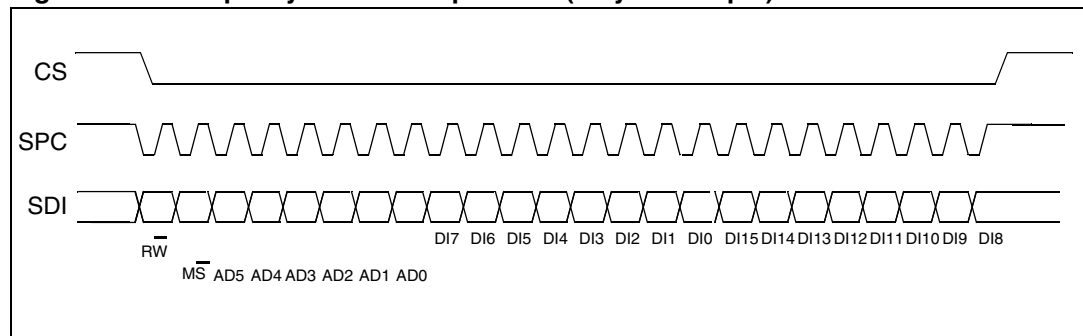 CS
SPC
SDI
DI7 DI6 DI5 DI4 DI3 DI2 DI1 DI0 DI15 DI14 DI13 DI12 DI11 DI10 DI9 DI8
RW̅
MS̅ AD5 AD4 AD3 AD2 AD1 AD0